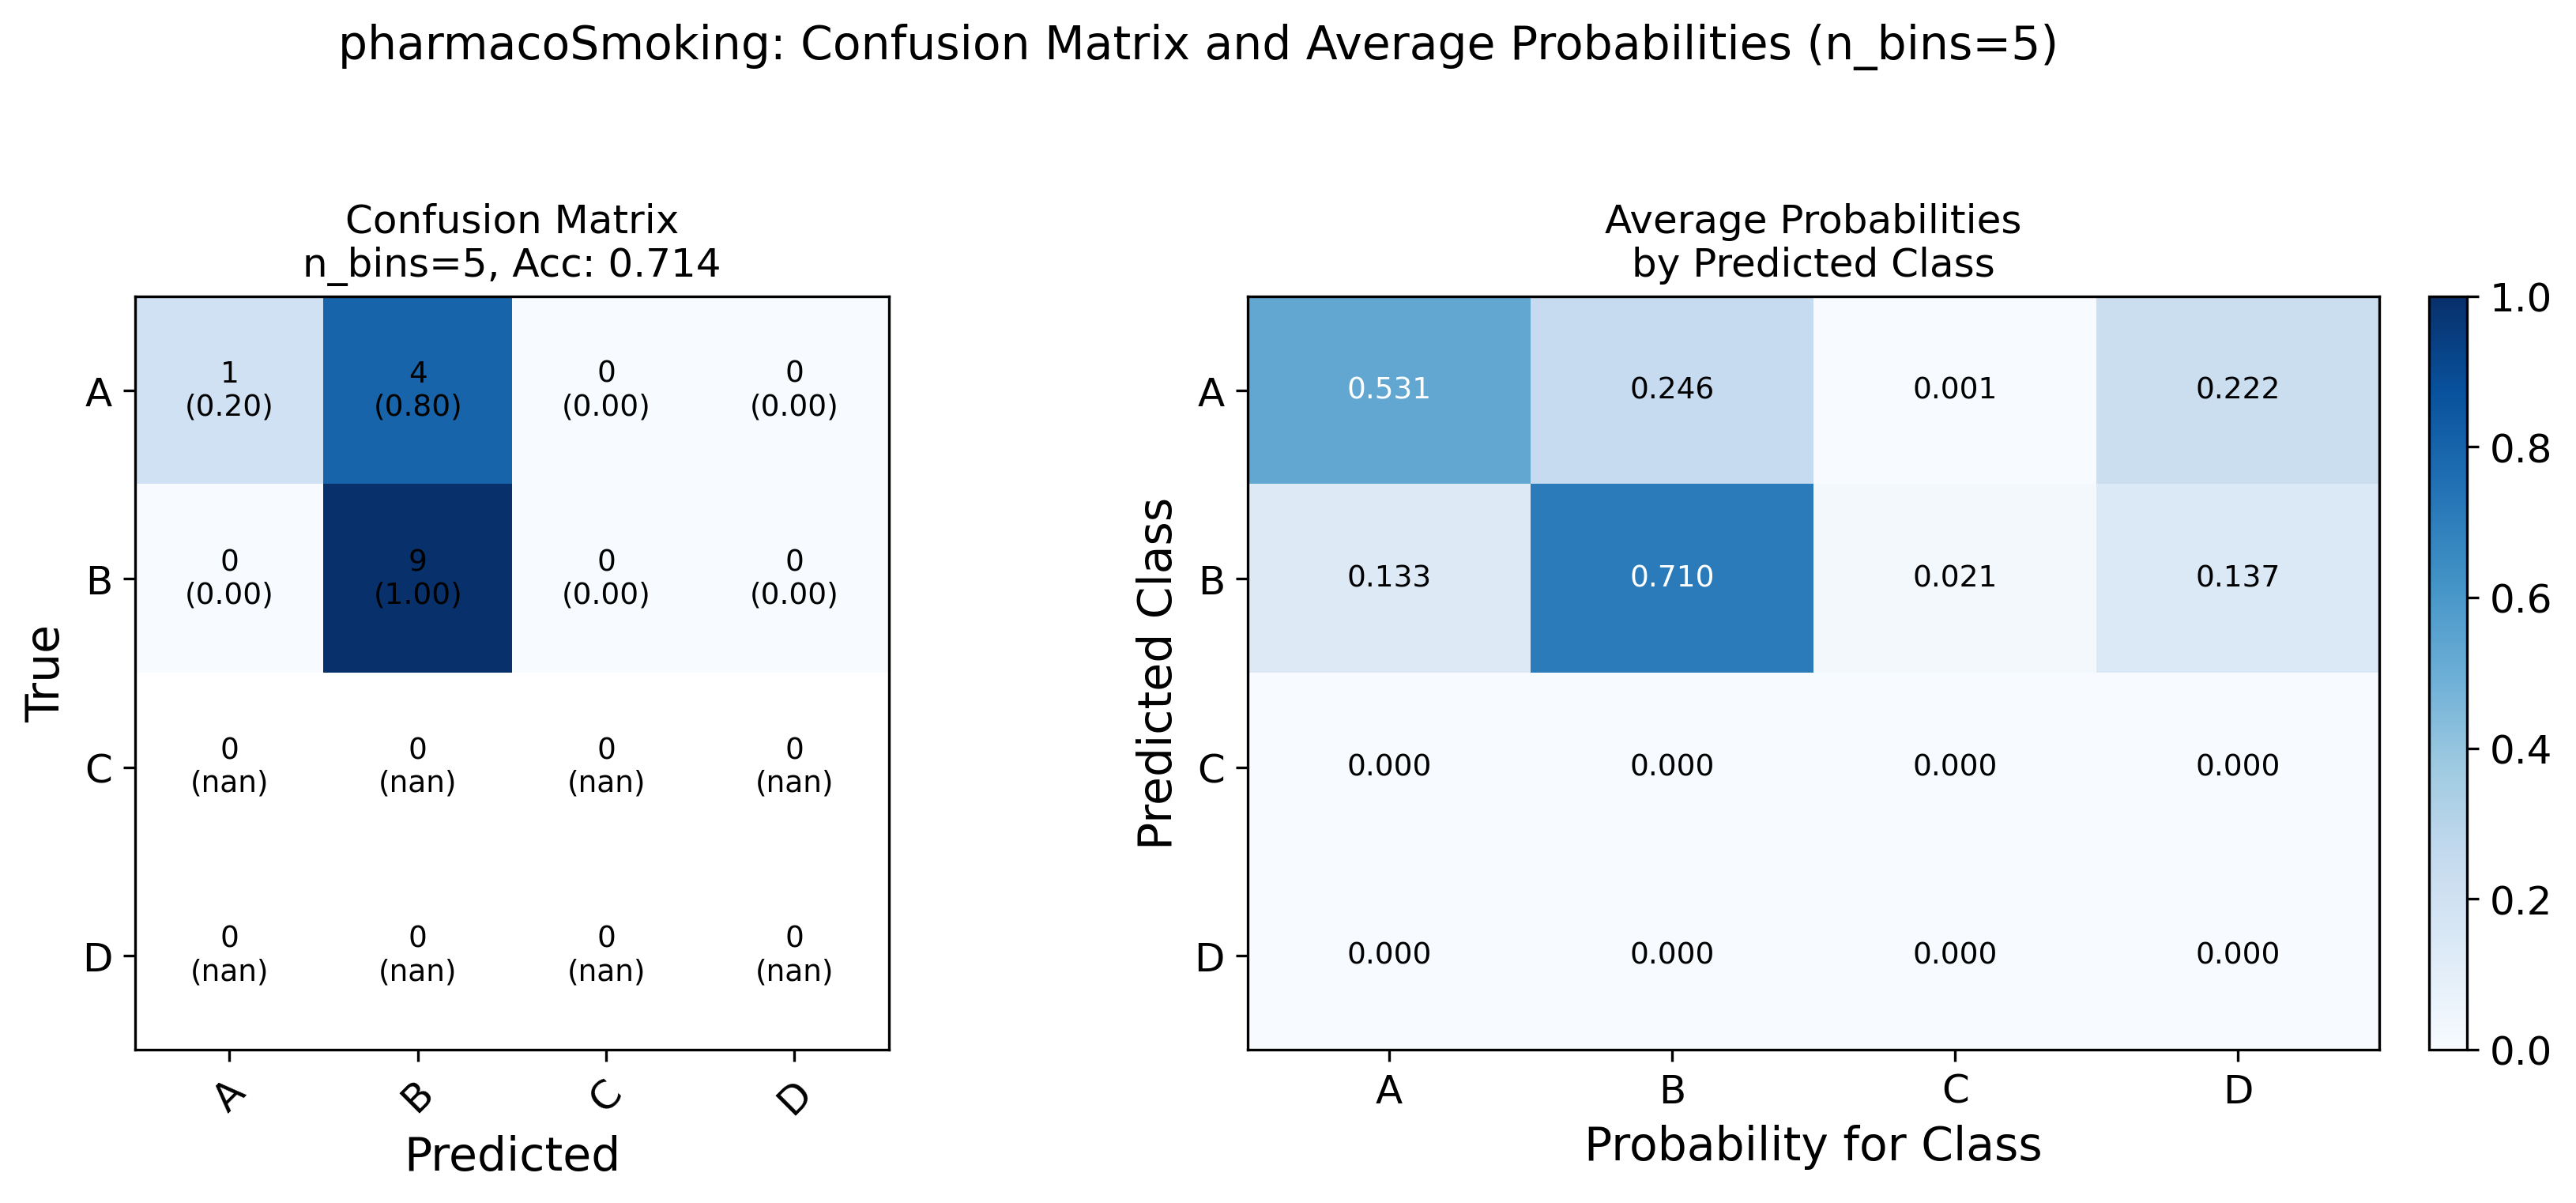 pharmacoSmoking: Confusion Matrix and Average Probabilities (n_bins=5)
Confusion Matrix
n_bins=5, Acc: 0.714
True
A
1 4 0 0
(0.20) (0.80) (0.00) (0.00)
B
0 9 0 0
(0.00) (1.00) (0.00) (0.00)
C
0 0 0 0
(nan) (nan) (nan) (nan)
D
0 0 0 0
(nan) (nan) (nan) (nan)
A B C D
Predicted
Average Probabilities
by Predicted Class
Predicted Class
A 0.531 0.246 0.001 0.222
B 0.133 0.710 0.021 0.137
C 0.000 0.000 0.000 0.000
D 0.000 0.000 0.000 0.000
A B C D
Probability for Class
1.0
0.8
0.6
0.4
0.2
0.0